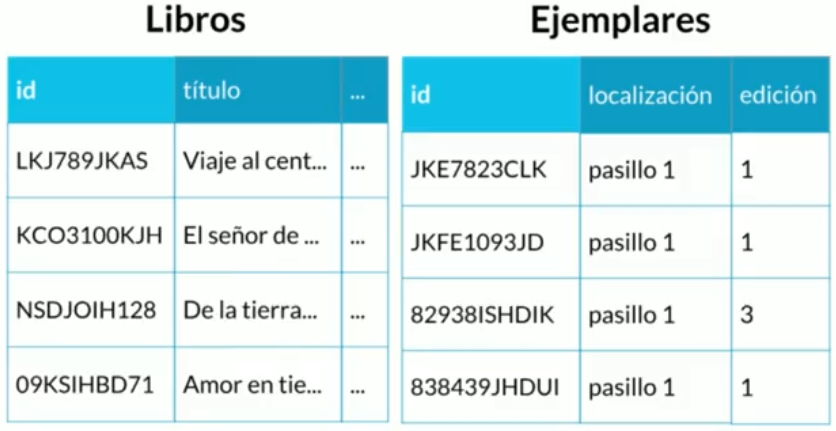 Libros
id título ...
LKJ789JKAS Viaje al cent... ...
KCO3100KJH El señor de ... ...
NSDJOIH128 De la tierra... ...
09KSIHBD71 Amor en tie... ...
Ejemplares
id localización edición
JKE7823CLK pasillo 1 1
JKFE1093JD pasillo 1 1
82938ISHDIK pasillo 1 3
838439JHDUI pasillo 1 1